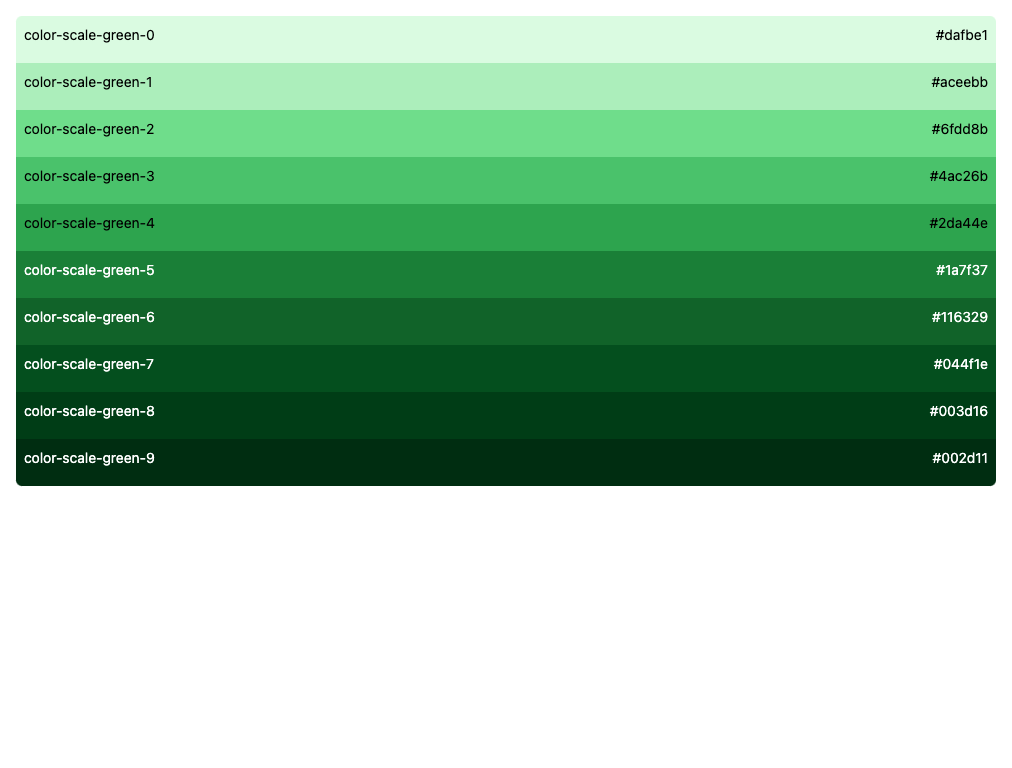 color-scale-green-0 #dafbe1
color-scale-green-1 #aceebb
color-scale-green-2 #6fdd8b
color-scale-green-3 #4ac26b
color-scale-green-4 #2da44e
color-scale-green-5 #1a7f37
color-scale-green-6 #116329
color-scale-green-7 #044f1e
color-scale-green-8 #003d16
color-scale-green-9 #002d11